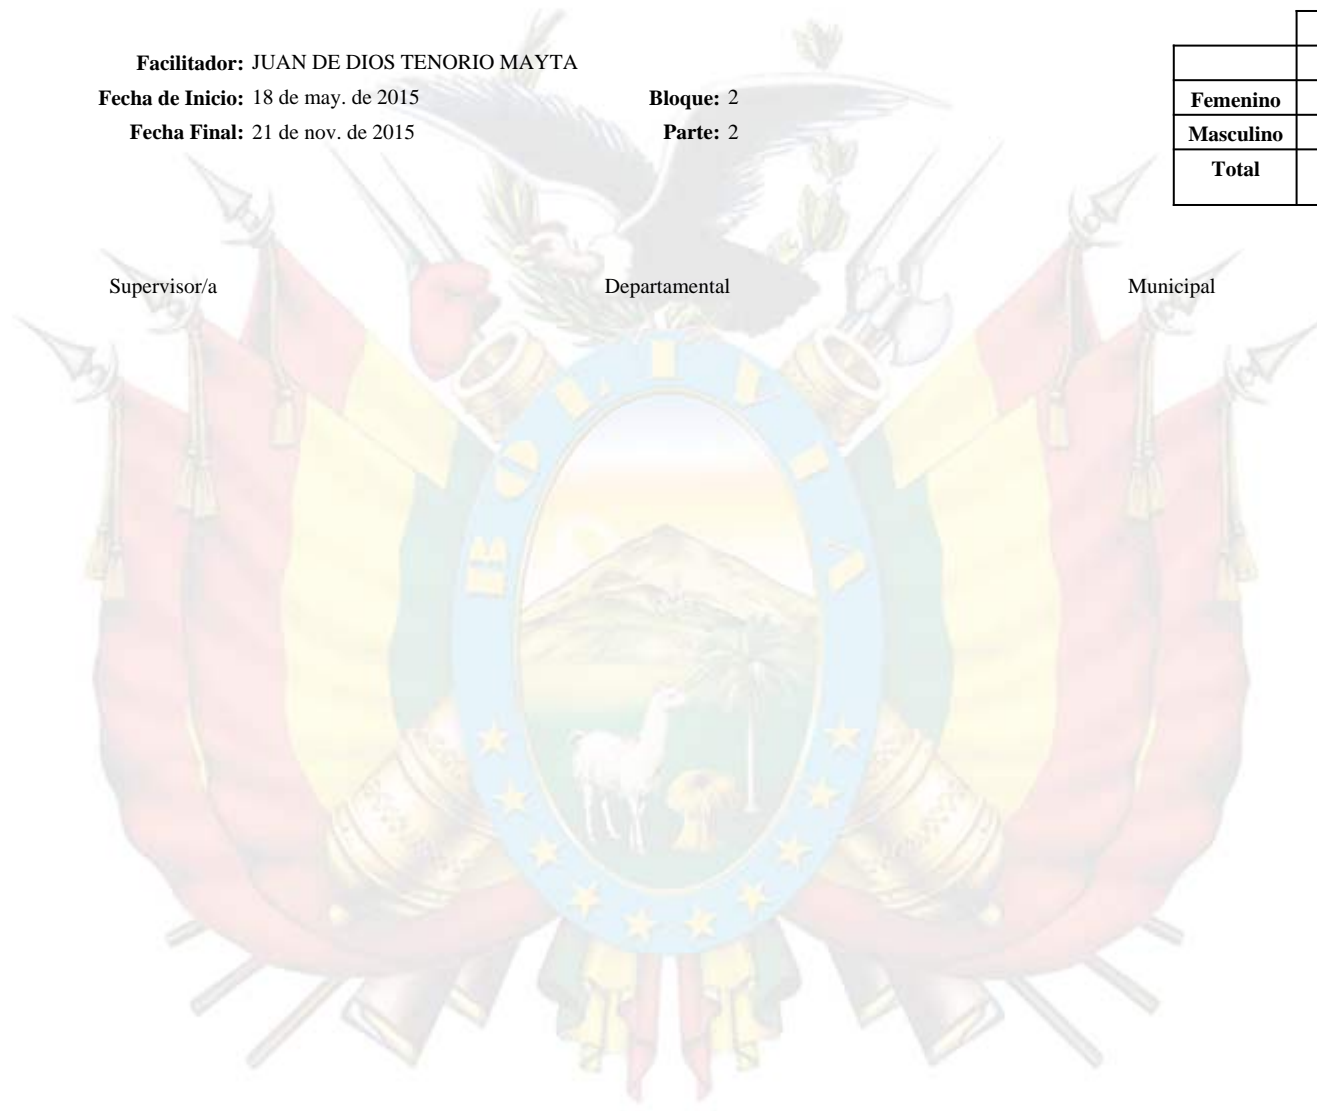 Facilitador: JUAN DE DIOS TENORIO MAYTA
Fecha de Inicio: 18 de may. de 2015 Bloque: 2
Fecha Final: 21 de nov. de 2015 Parte: 2
Femenino
Masculino
Total
Supervisor/a Departamental Municipal
BOLIVIA